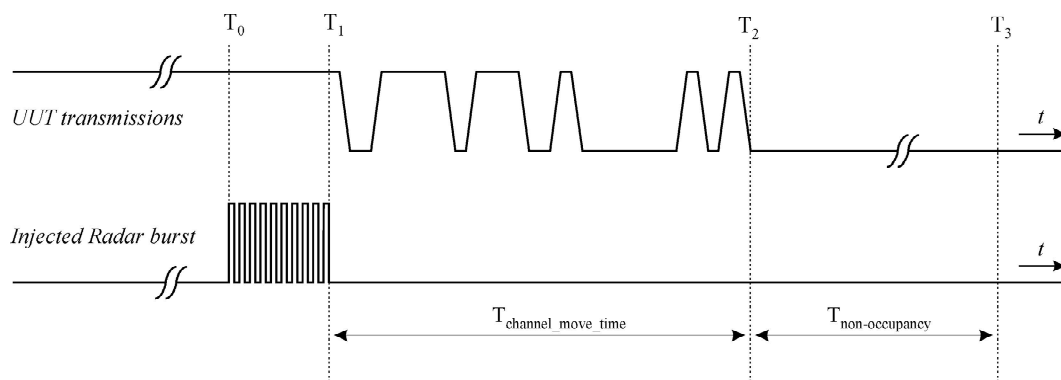 T0 T1 T2 T3
UUT transmissions
t
Injected Radar burst
t
Tchannel_move_time
Tnon-occupancy